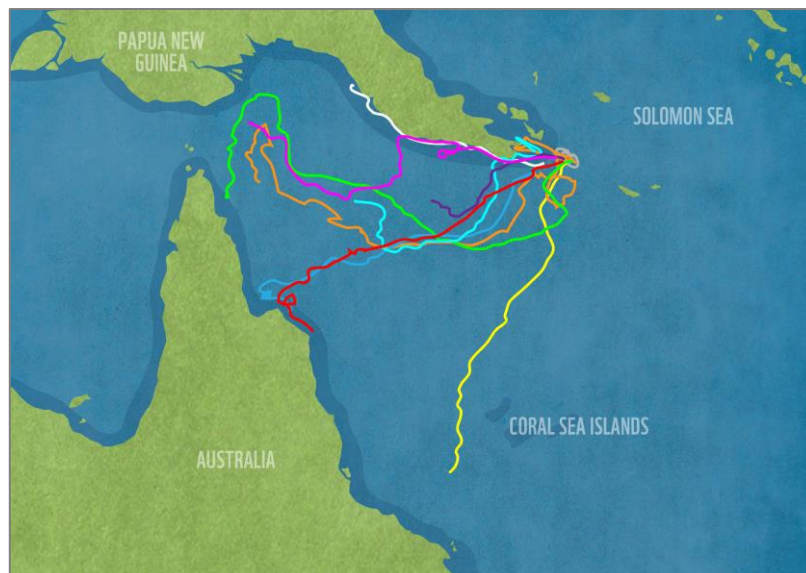 PAPUA NEW
GUINEA
SOLOMON SEA
CORAL SEA ISLANDS
AUSTRALIA